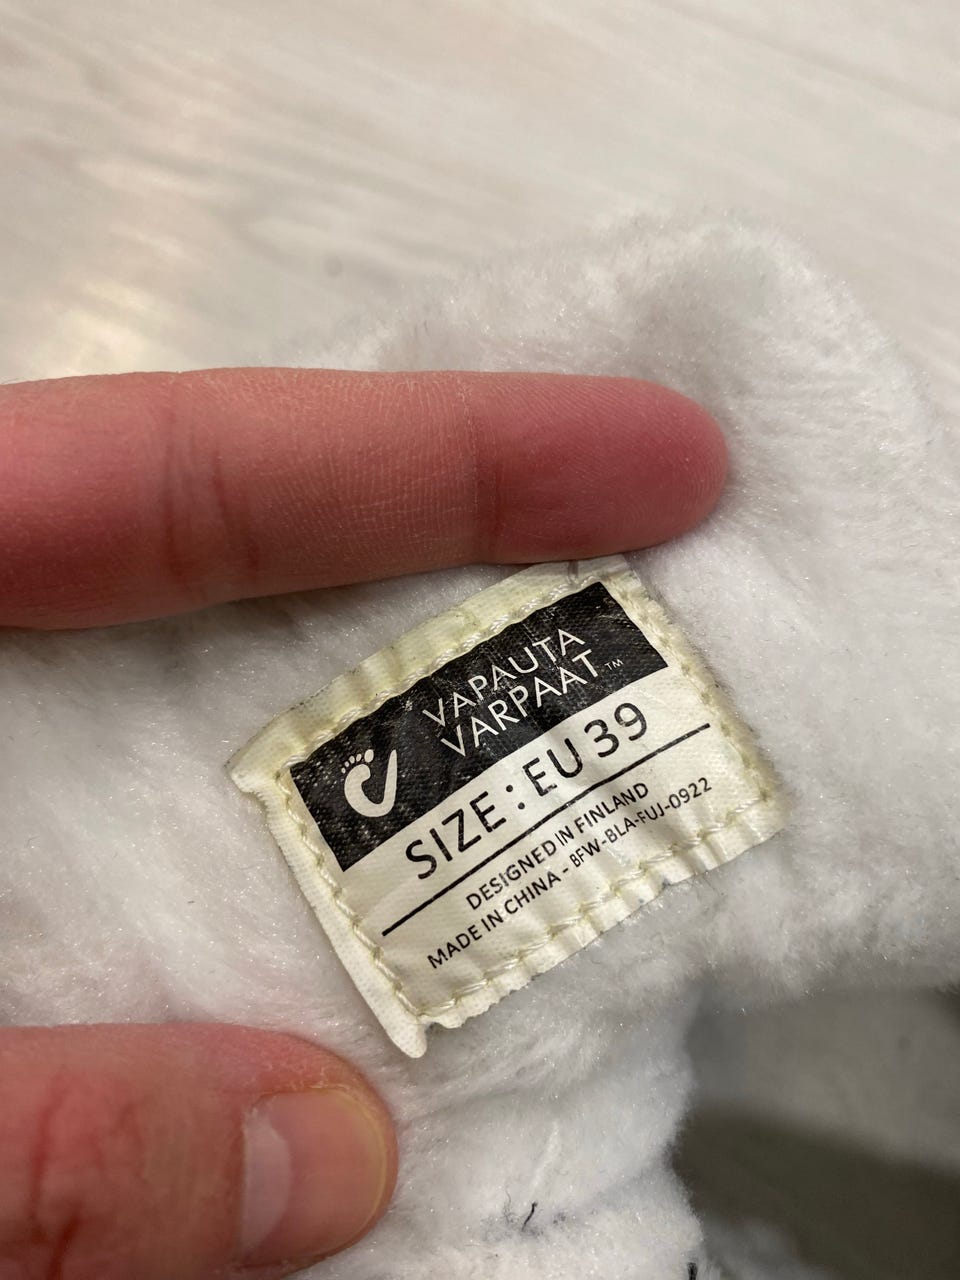 VAPAUTA
VARPAAT™
SIZE : EU 39
DESIGNED IN FINLAND
MADE IN CHINA - BFW-BLA-FUJ-0922